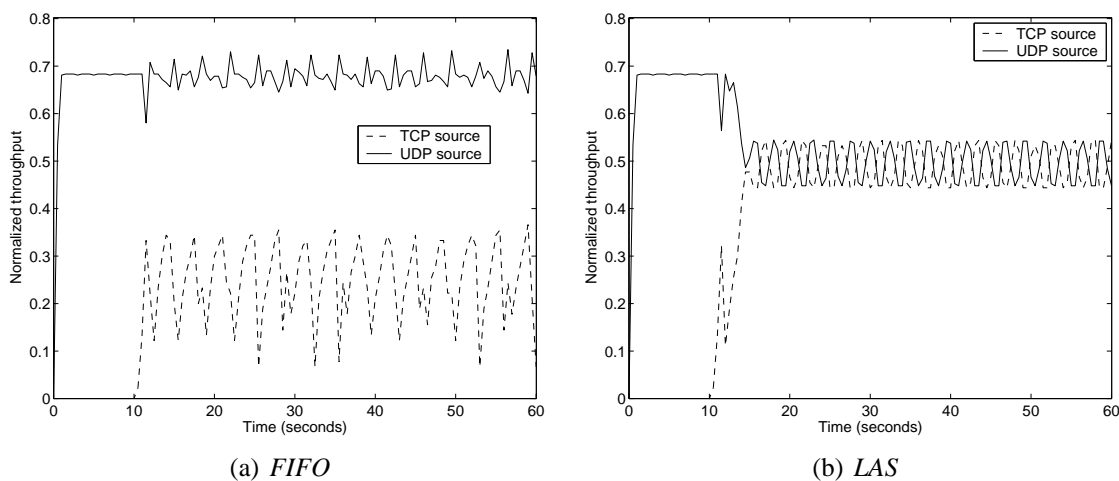 0.8
0.7
0.6
0.5
0.4
0.3
0.2
0.1
0
Normalized throughput
TCP source
UDP source
0 10 20 30 40 50 60
Time (seconds)
(a) FIFO
0.8
0.7
0.6
0.5
0.4
0.3
0.2
0.1
0
Normalized throughput
TCP source
UDP source
0 10 20 30 40 50 60
Time (seconds)
(b) LAS